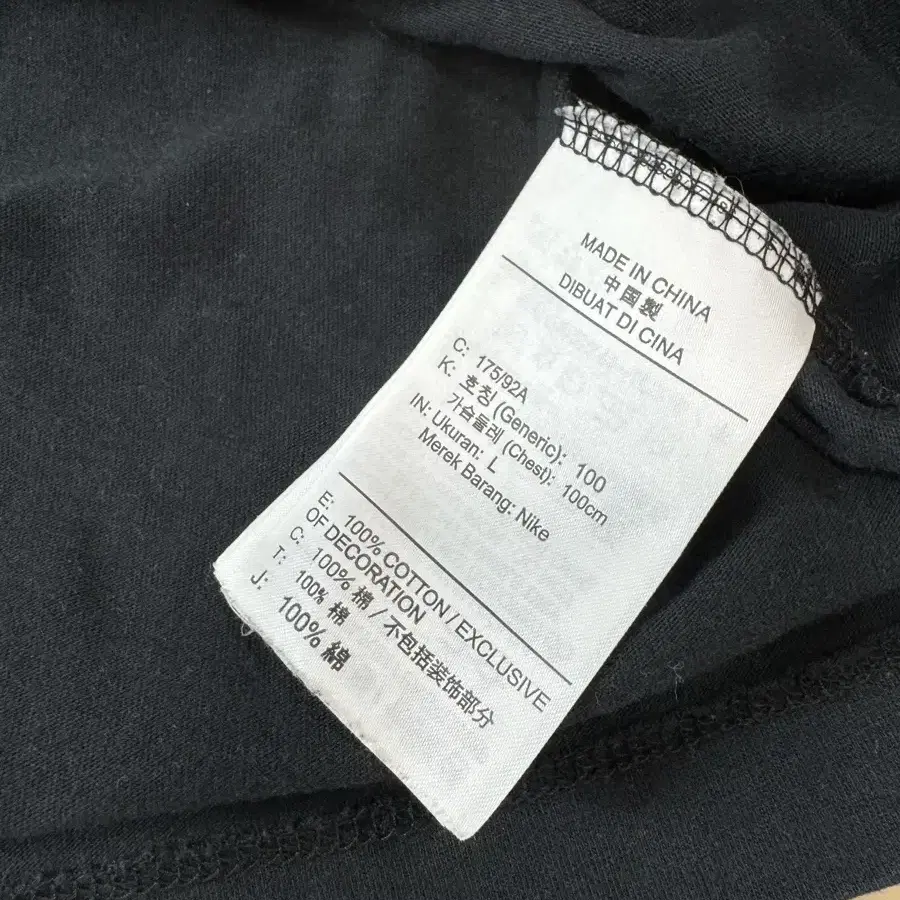 MADE IN CHINA
中国製
DIBUAT DI CINA
C: 175/92A
K: 호칭 (Generic): 100
가슴둘레 (Chest): 100cm
IN: Ukuran: L
Merek Barang: Nike
E: 100% COTTON / EXCLUSIVE
OF DECORATION
C: 100% 棉 / 不包括装饰部分
T: 100% 棉
J: 100% 綿